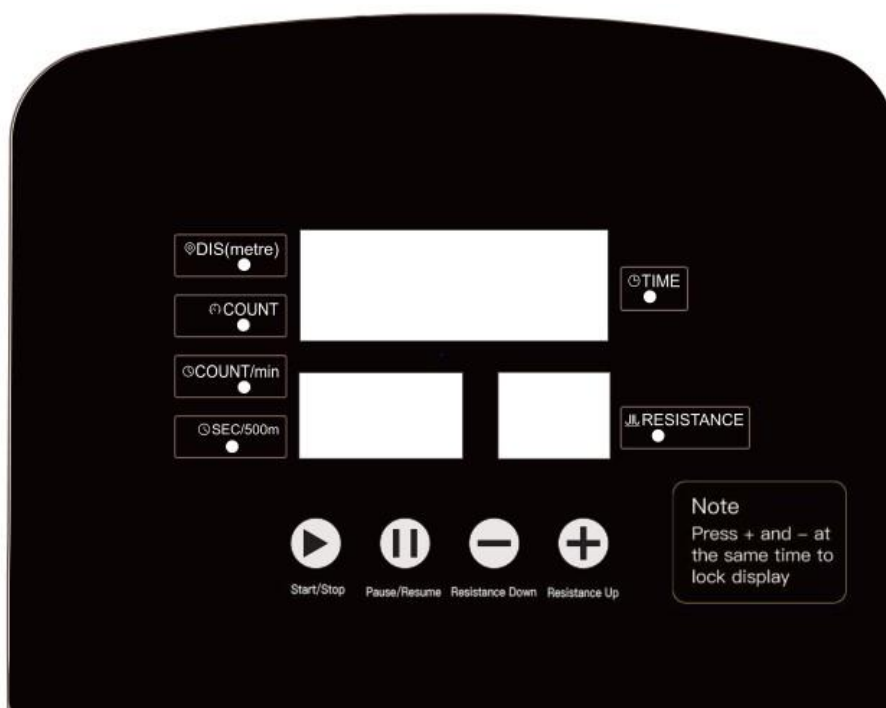 DIS(metre)
TIME
COUNT
COUNT/min
SEC/500m
RESISTANCE
Note
Press + and – at
the same time to
lock display
Start/Stop
Pause/Resume
Resistance Down
Resistance Up